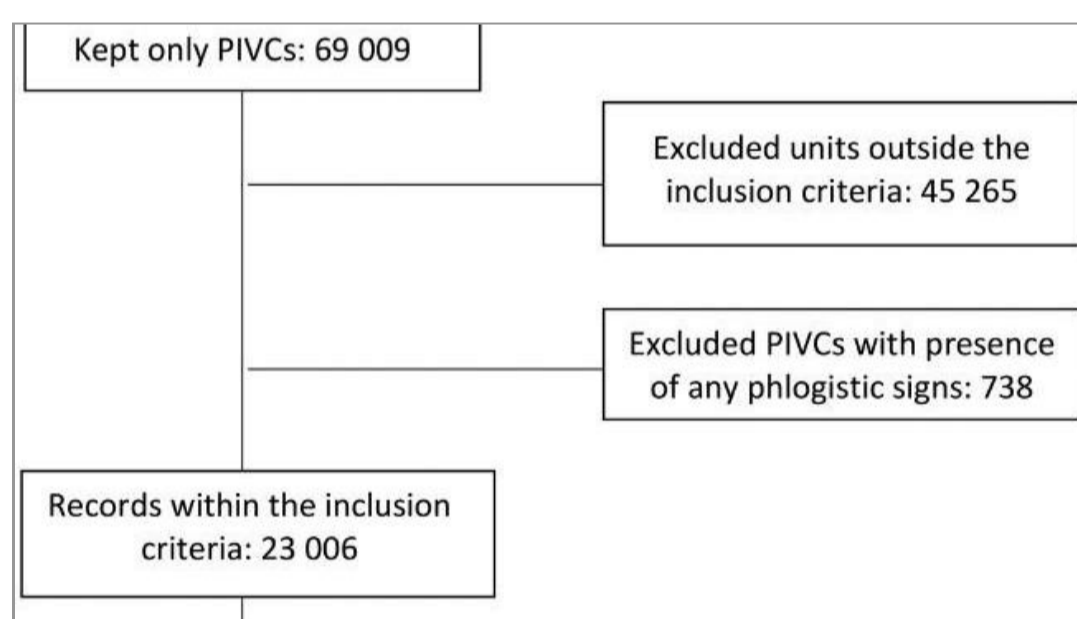 Kept only PIVCs: 69 009
Excluded units outside the
inclusion criteria: 45 265
Excluded PIVCs with presence
of any phlogistic signs: 738
Records within the inclusion
criteria: 23 006